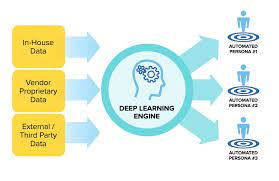 In-House
Data
Vendor
Proprietary
Data
External /
Third Party Data
DEEP LEARNING
ENGINE
AUTOMATED
PERSONA #1
AUTOMATED
PERSONA # 2
AUTOMATED
PERSONA #3